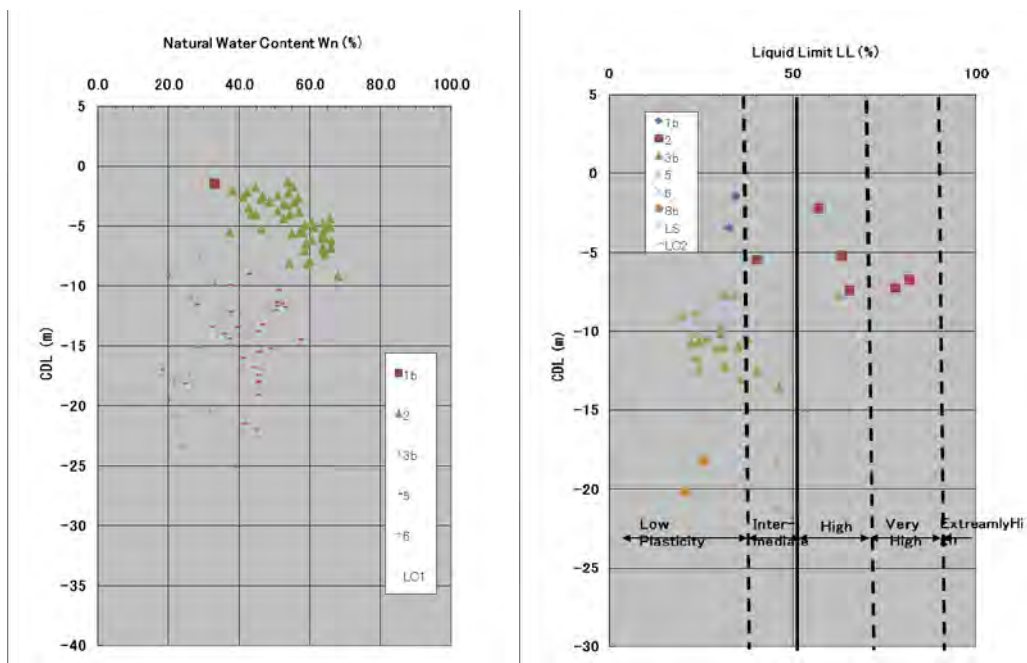 Natural Water Content Wn (%)
0.0 20.0 40.0 60.0 80.0 100.0
5
0
-5
-10
-15
-20
-25
-30
-35
-40
CDL (m)
1b
2
3b
5
6
LC1
Liquid Limit LL (%)
0 50 100
5
0
-5
-10
-15
-20
-25
-30
CDL (m)
1b
2
3b
5
6
LC2
Low Plasticity
Inter-mediate
High
Very High
ExtreamlyHi